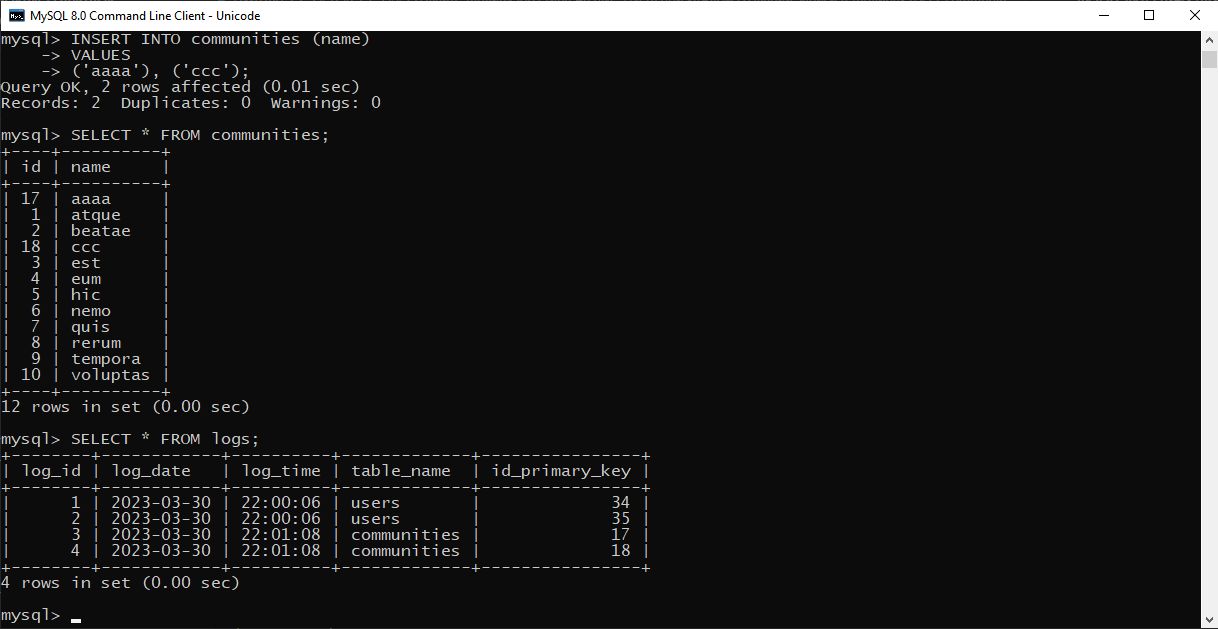 MySQL 8.0 Command Line Client - Unicode
mysql> INSERT INTO communities (name)
    -> VALUES
    -> ('aaaa'), ('ccc');
Query OK, 2 rows affected (0.01 sec)
Records: 2  Duplicates: 0  Warnings: 0

mysql> SELECT * FROM communities;
+----+----------+
| id | name     |
+----+----------+
| 17 | aaaa     |
|  1 | atque    |
|  2 | beatae   |
| 18 | ccc      |
|  3 | est      |
|  4 | eum      |
|  5 | hic      |
|  6 | nemo     |
|  7 | quis     |
|  8 | rerum    |
|  9 | tempora  |
| 10 | voluptas |
+----+----------+
12 rows in set (0.00 sec)

mysql> SELECT * FROM logs;
+--------+------------+----------+-------------+----------------+
| log_id | log_date   | log_time | table_name  | id_primary_key |
+--------+------------+----------+-------------+----------------+
|      1 | 2023-03-30 | 22:00:06 | users       |             34 |
|      2 | 2023-03-30 | 22:00:06 | users       |             35 |
|      3 | 2023-03-30 | 22:01:08 | communities |             17 |
|      4 | 2023-03-30 | 22:01:08 | communities |             18 |
+--------+------------+----------+-------------+----------------+
4 rows in set (0.00 sec)

mysql> _